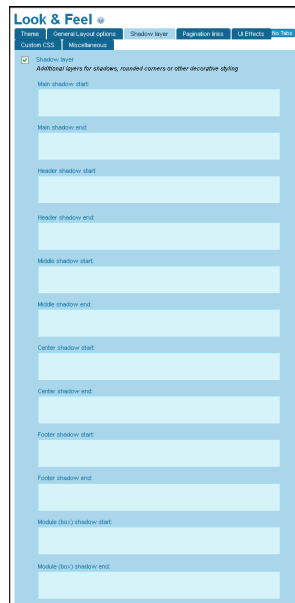 Look & Feel
Theme General Layout options Shadow layer Pagination links UI Effects No Tabs
Custom CSS Miscellaneous
Shadow layer
Additional layers for shadows, rounded corners or other decorative styling
Main shadow start:
Main shadow end:
Header shadow start:
Header shadow end:
Middle shadow start:
Middle shadow end:
Center shadow start:
Center shadow end:
Footer shadow start:
Footer shadow end:
Module (box) shadow start:
Module (box) shadow end: